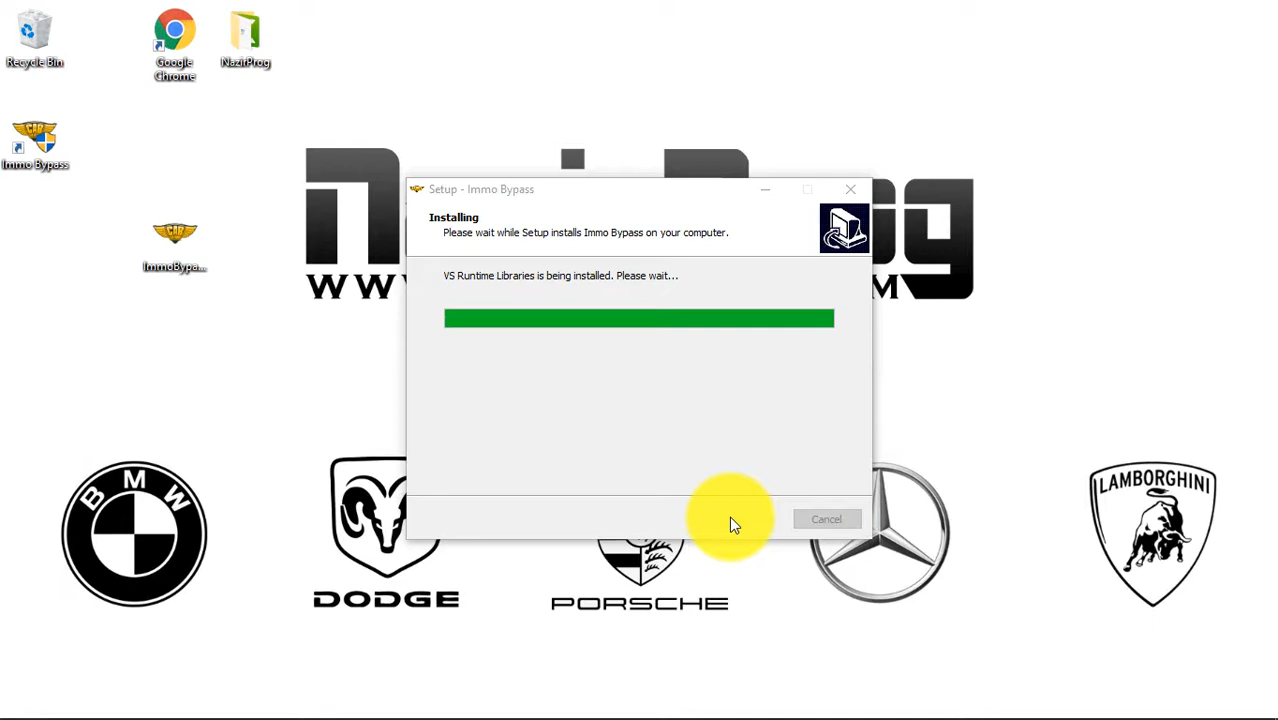 Recycle Bin
Google
Chrome
NazirProg
Immo Bypass
ImmoBypa...
Setup - Immo Bypass
Installing
Please wait while Setup installs Immo Bypass on your computer.
VS Runtime Libraries is being installed. Please wait...
Cancel
BMW
DODGE
PORSCHE
LAMBORGHINI